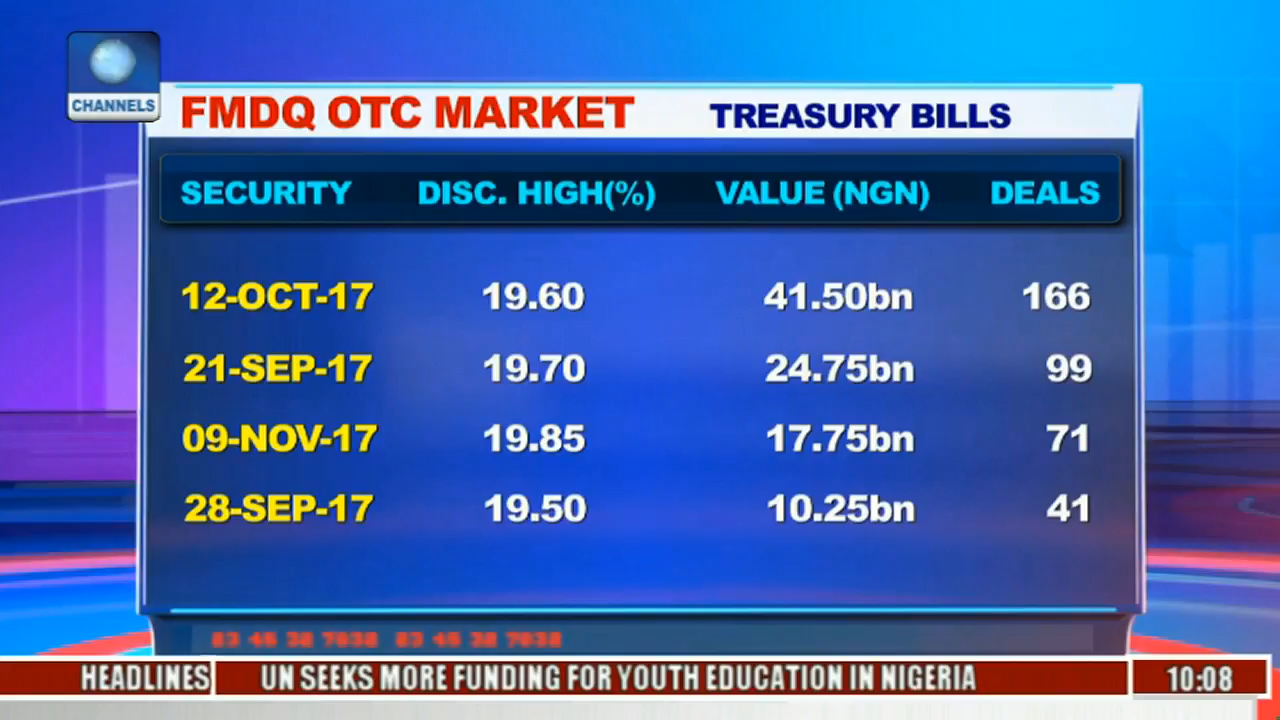 CHANNELS
FMDQ OTC MARKET TREASURY BILLS
SECURITY DISC. HIGH(%) VALUE (NGN) DEALS
12-OCT-17 19.60 41.50bn 166
21-SEP-17 19.70 24.75bn 99
09-NOV-17 19.85 17.75bn 71
28-SEP-17 19.50 10.25bn 41
HEADLINES UN SEEKS MORE FUNDING FOR YOUTH EDUCATION IN NIGERIA 10:08